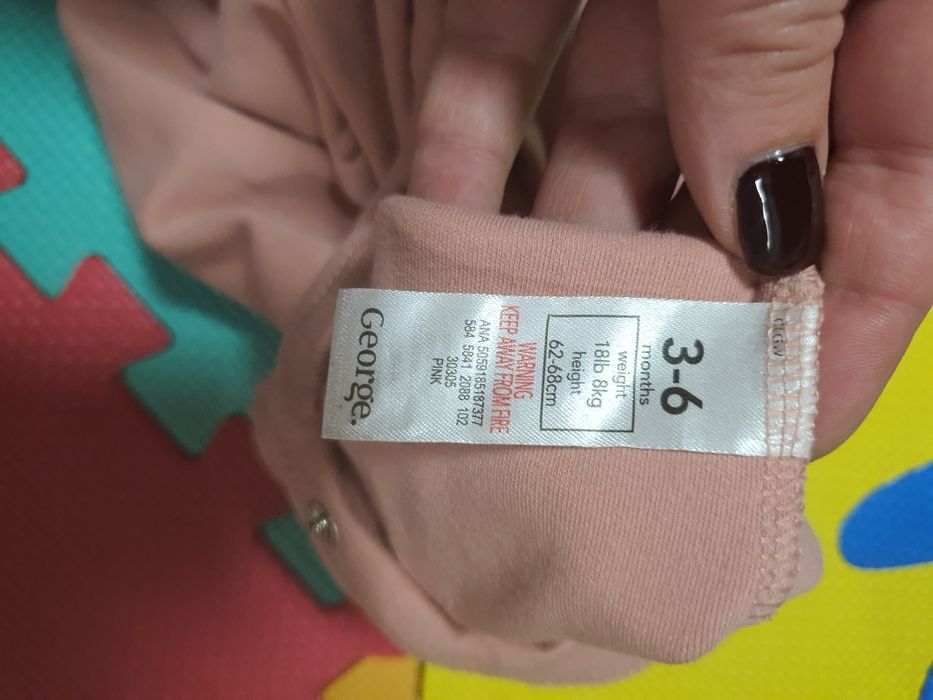 3-6
months
weight
18lb 8kg
height
62-68cm
WARNING
KEEP AWAY FROM FIRE
ANA 5059185187377
584 5841 2088 102
30305
PINK
George.